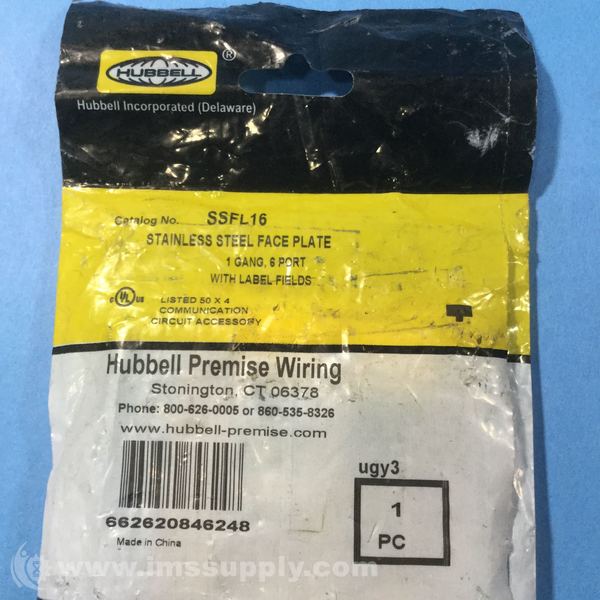 HUBBELL
®
Hubbell Incorporated (Delaware)
Catalog No. SSFL16
STAINLESS STEEL FACE PLATE
1 GANG, 6 PORT
WITH LABEL FIELDS
C UL US
LISTED 50 X 4
COMMUNICATION
CIRCUIT ACCESSORY
Hubbell Premise Wiring
Stonington, CT 06378
Phone: 800-626-0005 or 860-535-8326
www.hubbell-premise.com
662620846248
Made in China
ugy3
1
PC
www.imssupply.com